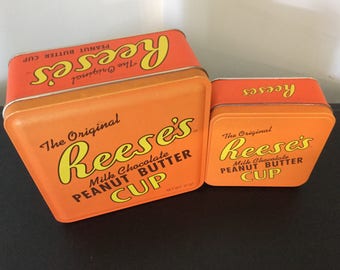 Reese's
The Original
PEANUT BUTTER CUP
The Original
Reese's
Milk Chocolate
PEANUT BUTTER
CUP
Reese's
The Original
Reese's
Milk Chocolate
PEANUT BUTTER
CUP